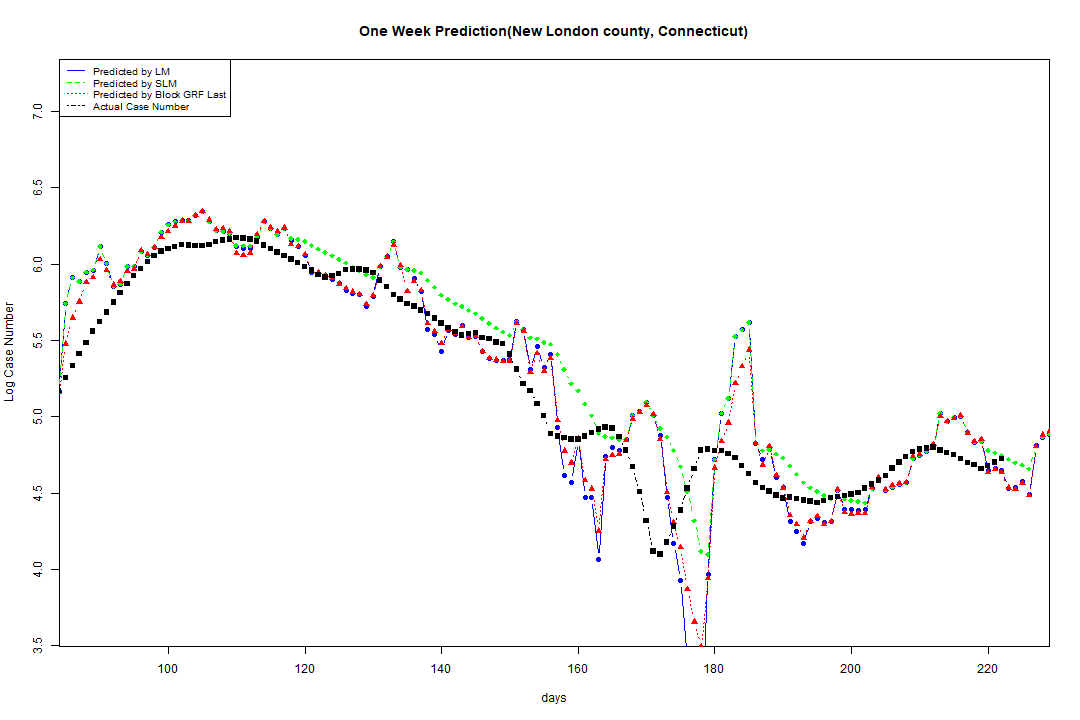 One Week Prediction(New London county, Connecticut)
Predicted by LM
Predicted by SLM
Predicted by Block GRF Last
Actual Case Number
Log Case Number
7.0
6.5
6.0
5.5
5.0
4.5
4.0
3.5
100 120 140 160 180 200 220
days